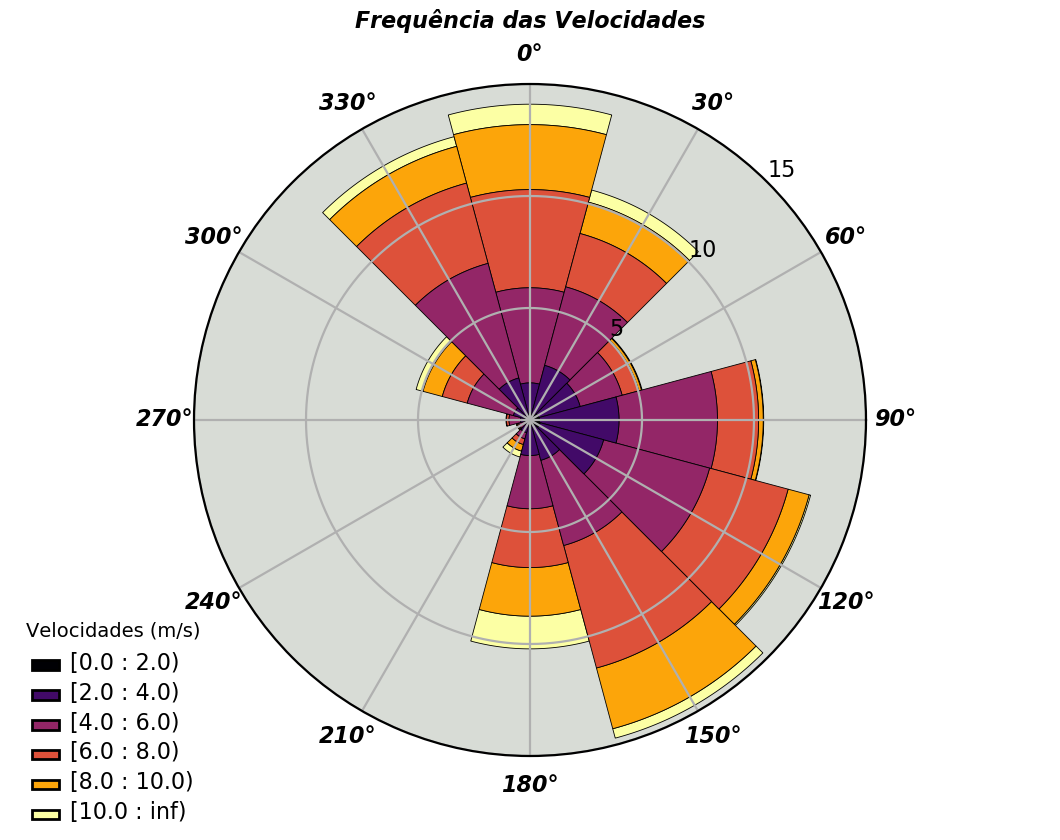 Frequência das Velocidades
0°
330°
30°
15
300°
60°
10
5
270°
90°
240°
120°
210°
150°
180°
Velocidades (m/s)
[0.0 : 2.0)
[2.0 : 4.0)
[4.0 : 6.0)
[6.0 : 8.0)
[8.0 : 10.0)
[10.0 : inf)